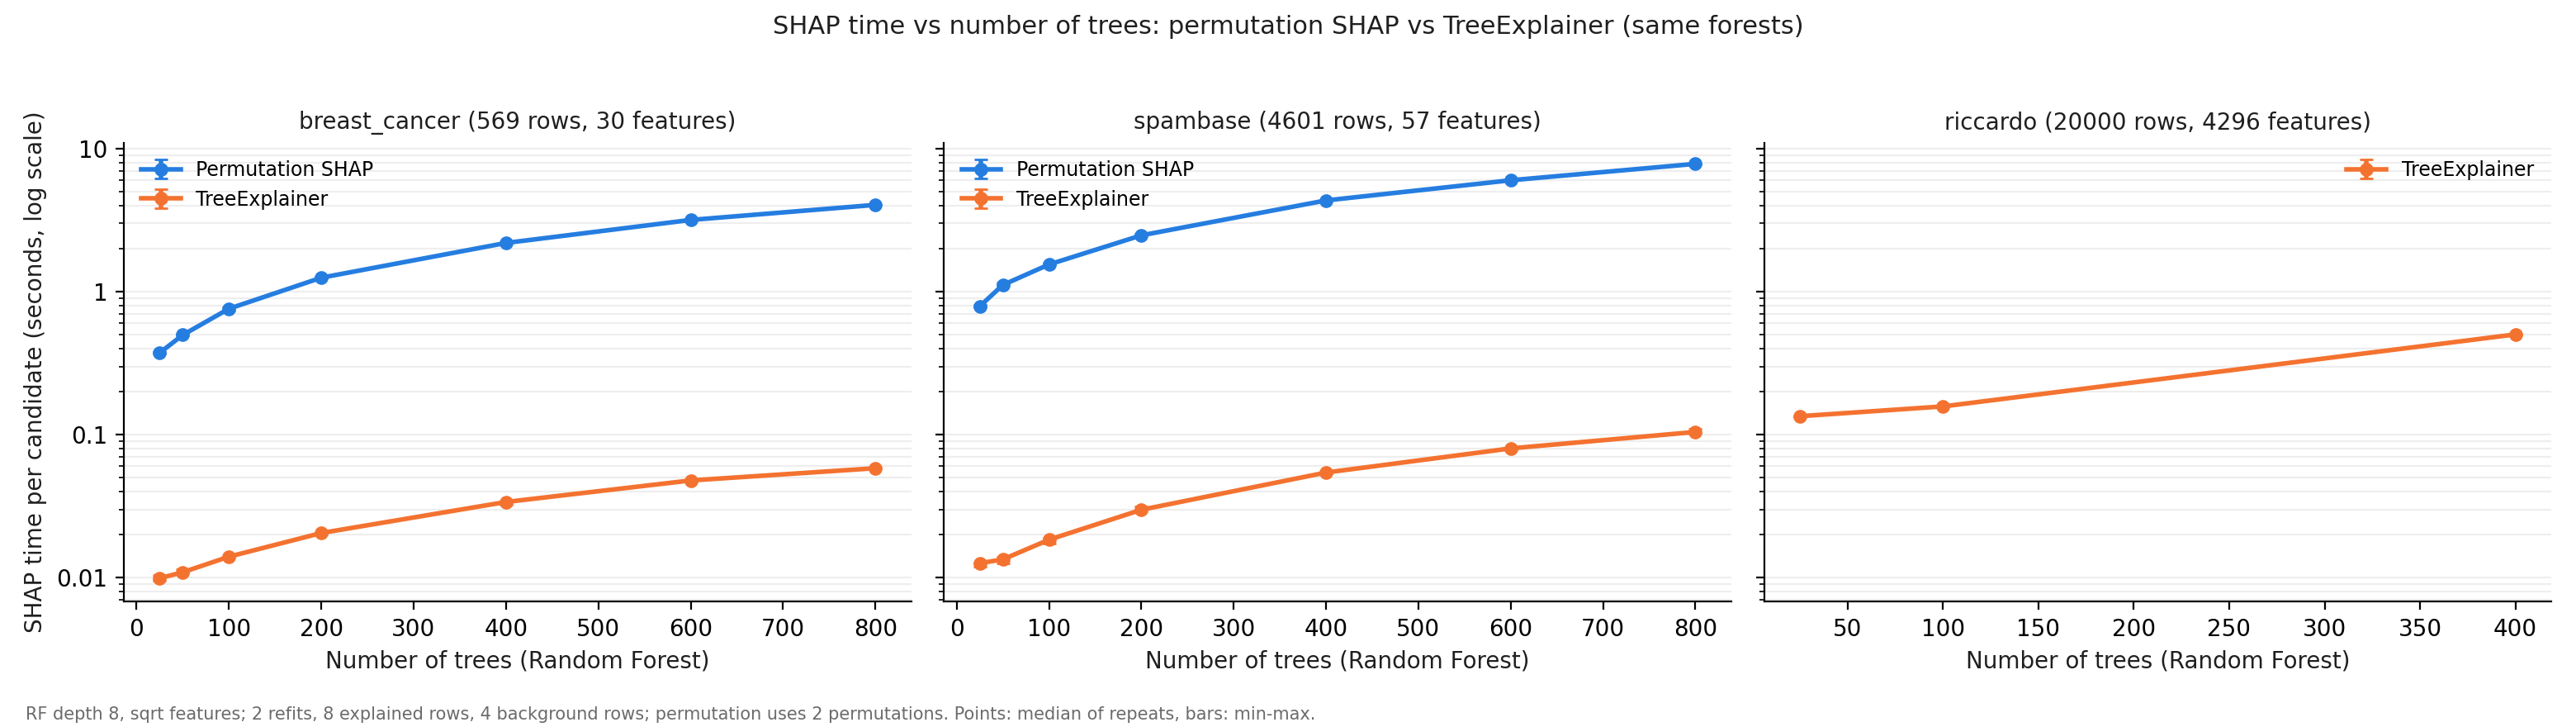 SHAP time vs number of trees: permutation SHAP vs TreeExplainer (same forests)
breast_cancer (569 rows, 30 features)
SHAP time per candidate (seconds, log scale)
10
1
0.1
0.01
Permutation SHAP
TreeExplainer
0 100 200 300 400 500 600 700 800
Number of trees (Random Forest)
spambase (4601 rows, 57 features)
Permutation SHAP
TreeExplainer
0 100 200 300 400 500 600 700 800
Number of trees (Random Forest)
riccardo (20000 rows, 4296 features)
TreeExplainer
50 100 150 200 250 300 350 400
Number of trees (Random Forest)
RF depth 8, sqrt features; 2 refits, 8 explained rows, 4 background rows; permutation uses 2 permutations. Points: median of repeats, bars: min-max.